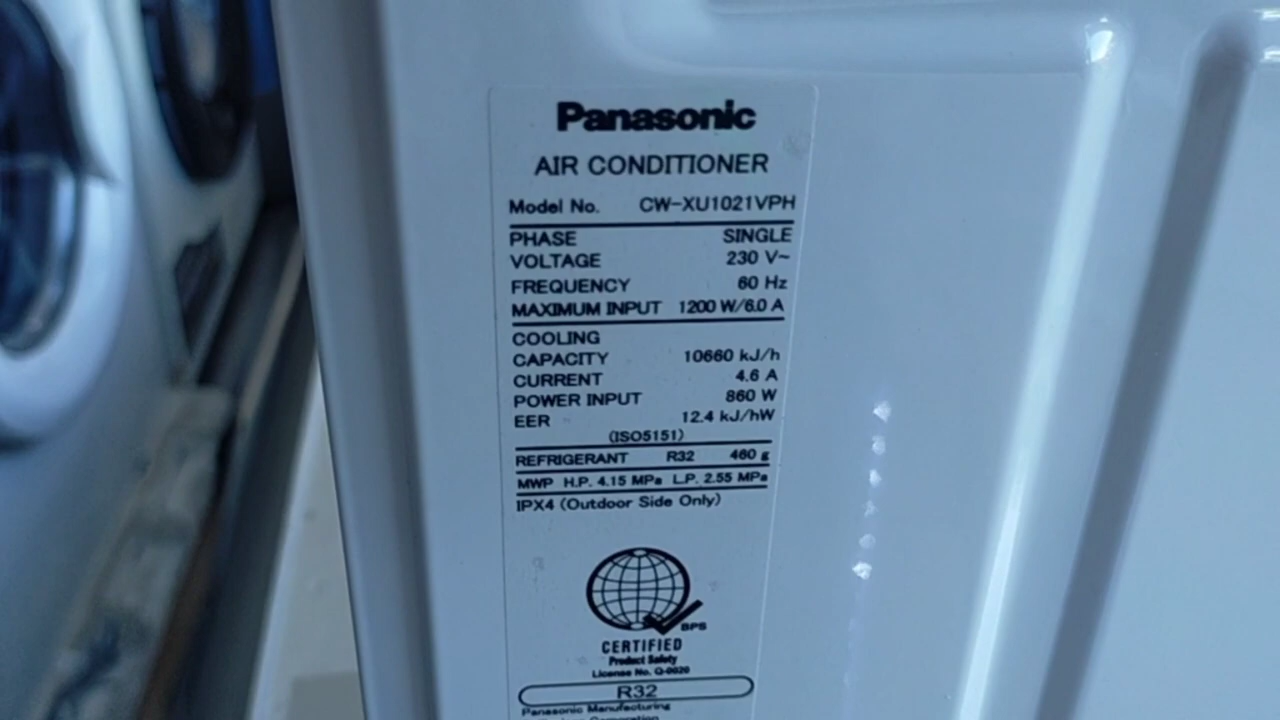 Panasonic
AIR CONDITIONER
Model No. CW-XU1021VPH
PHASE SINGLE
VOLTAGE 230 V~
FREQUENCY 60 Hz
MAXIMUM INPUT 1200 W/6.0 A
COOLING
CAPACITY 10660 kJ/h
CURRENT 4.6 A
POWER INPUT 860 W
EER 12.4 kJ/hW
(ISO5151)
REFRIGERANT R32 460 g
MWP H.P. 4.15 MPa L.P. 2.55 MPa
IPX4 (Outdoor Side Only)
BPS
CERTIFIED
Product Safety
License No. Q-0020
R32
Panasonic Manufacturing
Corporation